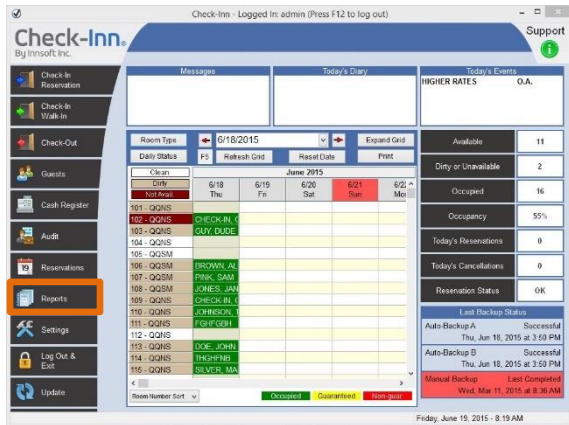 Check-Inn - Logged In: admin (Press F12 to log out)
Check-Inn®
By Innsoft Inc.
Support
Check-In
Reservation
Check-In
Walk-In
Check-Out
Guests
Cash Register
Audit
19
Reservations
Reports
Settings
Log Out &
Exit
Update
Messages
Today's Diary
Today's Events
HIGHER RATES O.A.
Room Type
6/18/2015
Expand Grid
Daily Status
F5
Refresh Grid
Reset Date
Print
Clean
Dirty
Not Avail.
June 2015
6/18 6/19 6/20 6/21 6/22
Thu Fri Sat Sun Mon
101 - QQNS
102 - QQNS CHECK-IN, C
103 - QQNS GUY, DUDE
104 - QQNS
105 - QQSM
106 - QQSM BROWN, AL
107 - QQSM PINK, SAM
108 - QQSM JONES, JAN
109 - QQNS CHECK-IN, C
110 - QQNS JOHNSON, T
111 - QQNS FGHFGBH
112 - QQNS
113 - QQNS DOE, JOHN
114 - QQNS THGHFNB
115 - QQNS SILVER, MA
Room Number Sort
Occupied
Guaranteed
Non-guar
Available 11
Dirty or Unavailable 2
Occupied 16
Occupancy 55%
Today's Reservations 0
Today's Cancellations 0
Reservation Status OK
Last Backup Status
Auto-Backup A Successful
Thu, Jun 18, 2015 at 3:50 PM
Auto-Backup B Successful
Thu, Jun 18, 2015 at 3:50 PM
Manual Backup Last Completed
Wed, Mar 11, 2015 at 8:36 AM
Friday, June 19, 2015 - 8:19 AM